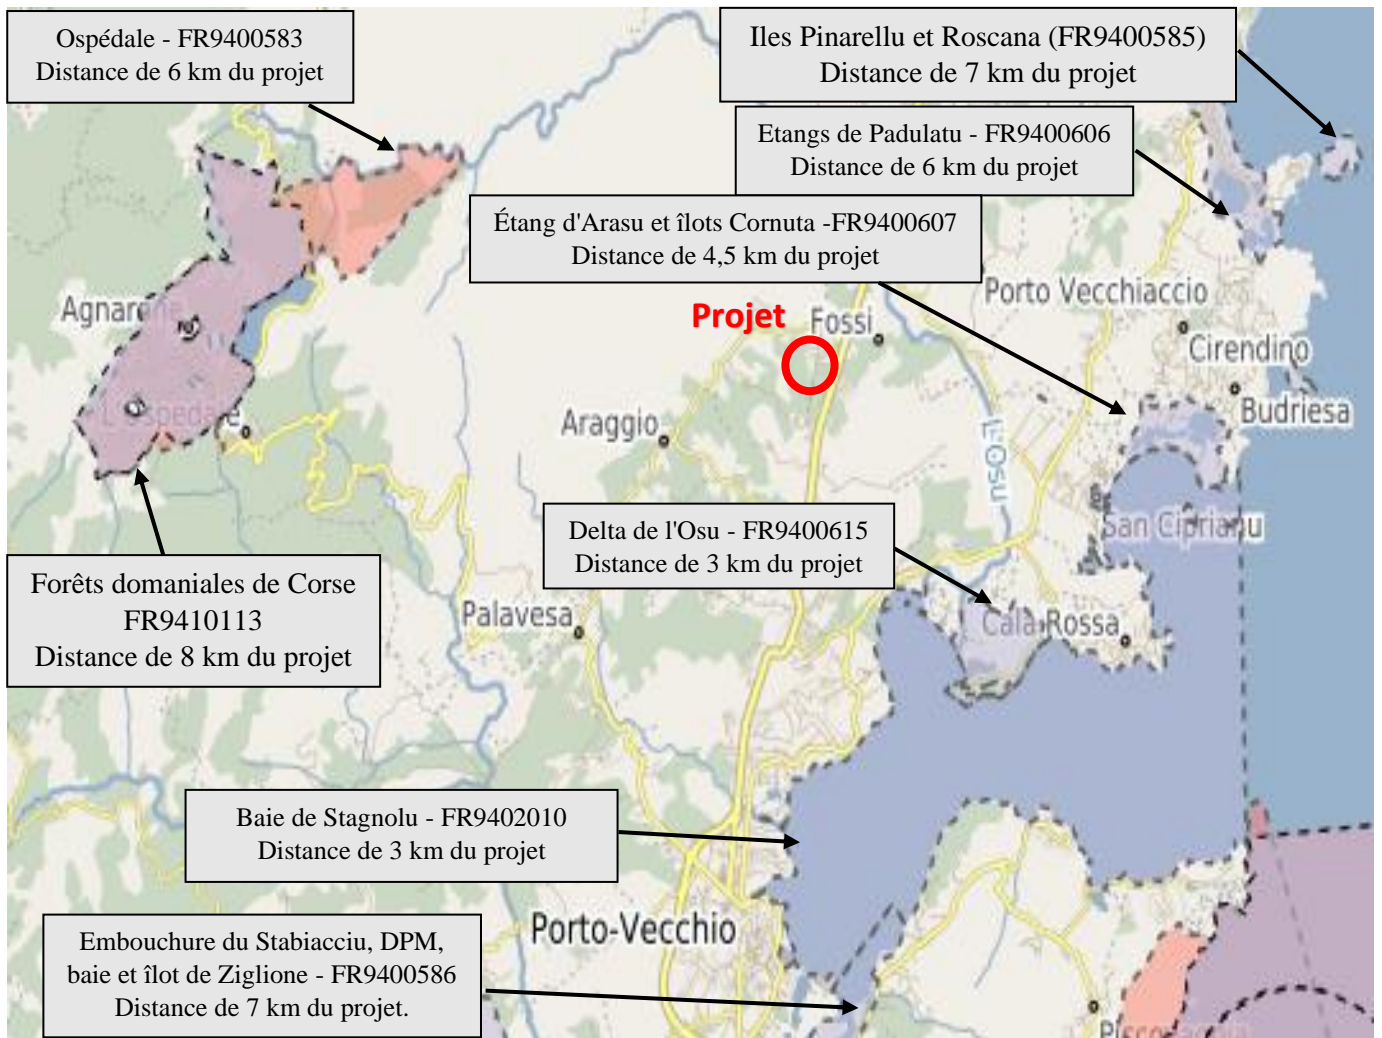 Ospédale - FR9400583
Distance de 6 km du projet
Iles Pinarellu et Roscana (FR9400585)
Distance de 7 km du projet
Etangs de Padulatu - FR9400606
Distance de 6 km du projet
Étang d'Arasu et îlots Cornuta -FR9400607
Distance de 4,5 km du projet
Porto Vecchiaccio
Agnarone
Projet
Fossi
Cirendino
Budriesa
L'Ospedale
Araggio
L'Osu
San Ciprianu
Delta de l'Osu - FR9400615
Distance de 3 km du projet
Forêts domaniales de Corse
FR9410113
Distance de 8 km du projet
Palavesa
Cala Rossa
Baie de Stagnolu - FR9402010
Distance de 3 km du projet
Porto-Vecchio
Embouchure du Stabiacciu, DPM,
baie et îlot de Ziglione - FR9400586
Distance de 7 km du projet.